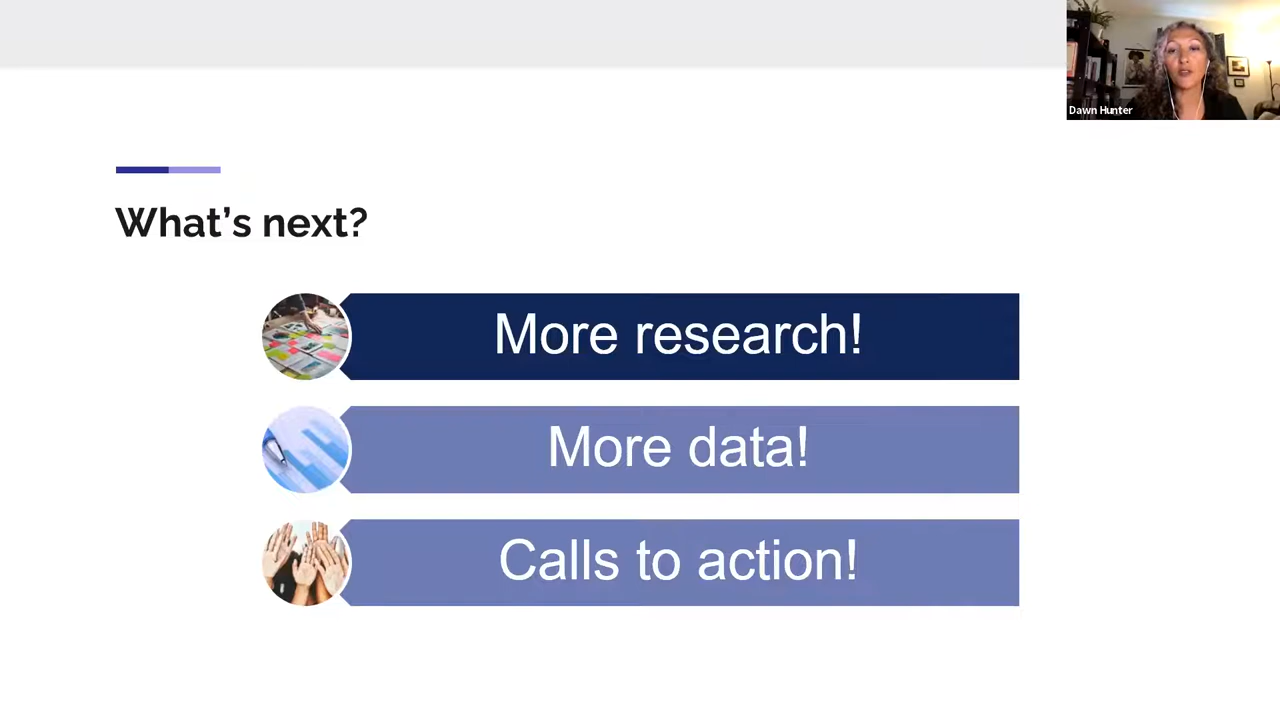 Dawn Hunter
What’s next?
More research!
More data!
Calls to action!